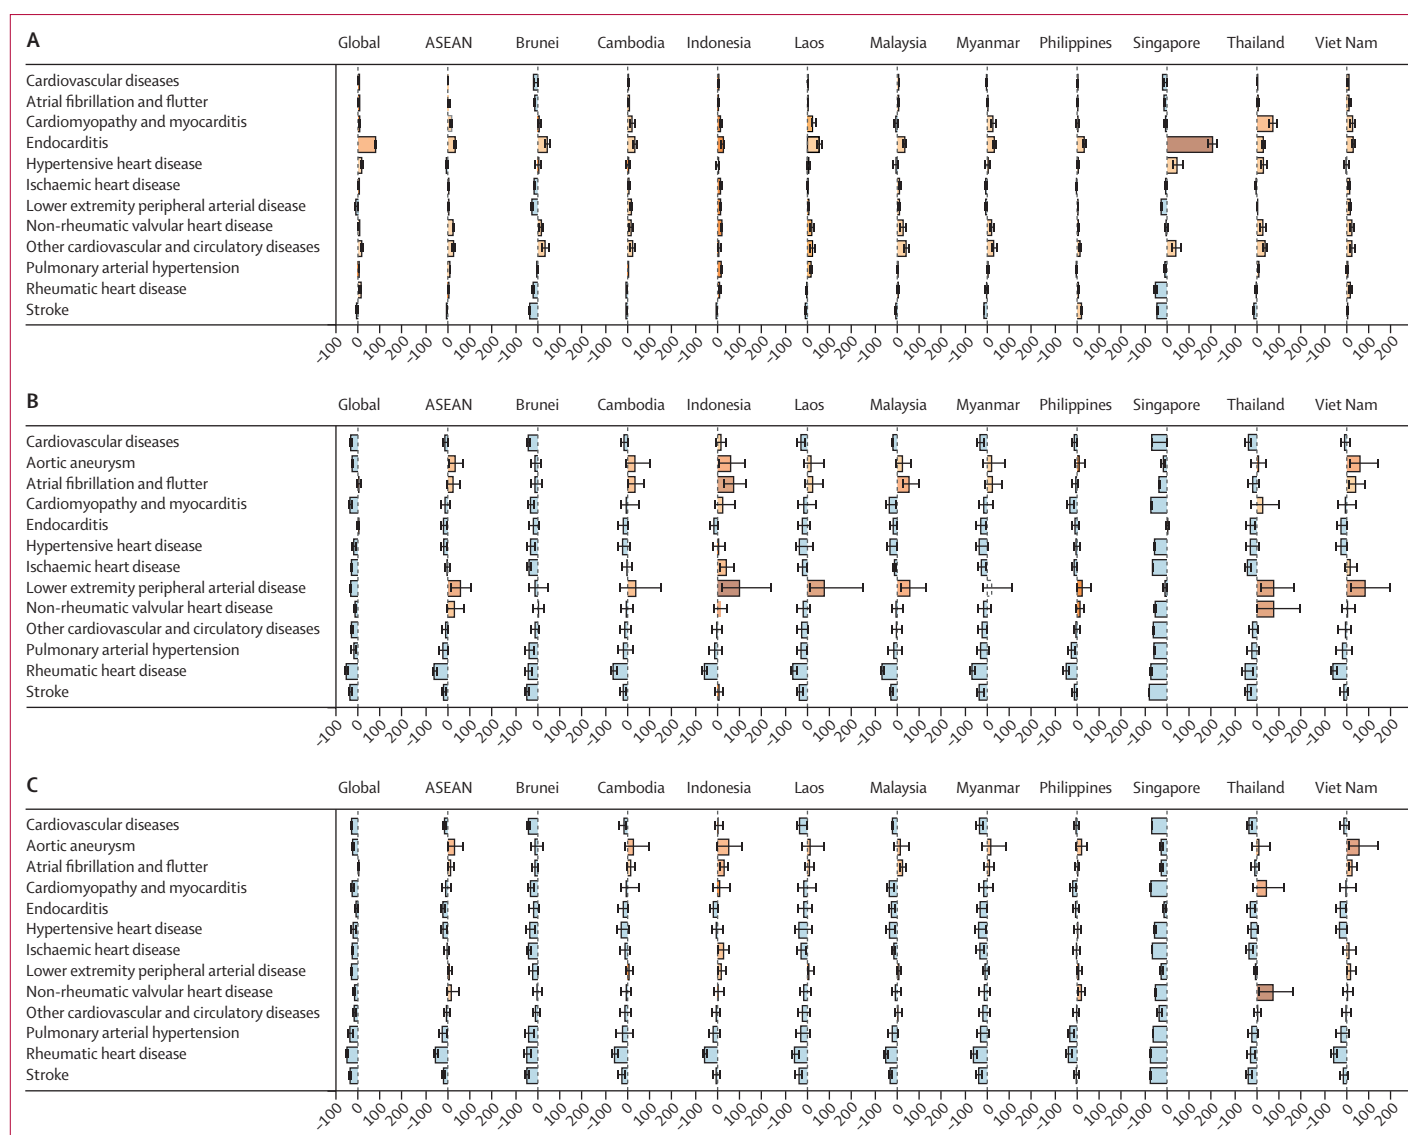 A
Global ASEAN Brunei Cambodia Indonesia Laos Malaysia Myanmar Philippines Singapore Thailand Viet Nam
Cardiovascular diseases
Atrial fibrillation and flutter
Cardiomyopathy and myocarditis
Endocarditis
Hypertensive heart disease
Ischaemic heart disease
Lower extremity peripheral arterial disease
Non-rheumatic valvular heart disease
Other cardiovascular and circulatory diseases
Pulmonary arterial hypertension
Rheumatic heart disease
Stroke
-100 0 100 200 -100 0 100 200 -100 0 100 200 -100 0 100 200 -100 0 100 200 -100 0 100 200 -100 0 100 200 -100 0 100 200 -100 0 100 200 -100 0 100 200 -100 0 100 200 -100 0 100 200
B
Global ASEAN Brunei Cambodia Indonesia Laos Malaysia Myanmar Philippines Singapore Thailand Viet Nam
Cardiovascular diseases
Aortic aneurysm
Atrial fibrillation and flutter
Cardiomyopathy and myocarditis
Endocarditis
Hypertensive heart disease
Ischaemic heart disease
Lower extremity peripheral arterial disease
Non-rheumatic valvular heart disease
Other cardiovascular and circulatory diseases
Pulmonary arterial hypertension
Rheumatic heart disease
Stroke
-100 0 100 200 -100 0 100 200 -100 0 100 200 -100 0 100 200 -100 0 100 200 -100 0 100 200 -100 0 100 200 -100 0 100 200 -100 0 100 200 -100 0 100 200 -100 0 100 200 -100 0 100 200
C
Global ASEAN Brunei Cambodia Indonesia Laos Malaysia Myanmar Philippines Singapore Thailand Viet Nam
Cardiovascular diseases
Aortic aneurysm
Atrial fibrillation and flutter
Cardiomyopathy and myocarditis
Endocarditis
Hypertensive heart disease
Ischaemic heart disease
Lower extremity peripheral arterial disease
Non-rheumatic valvular heart disease
Other cardiovascular and circulatory diseases
Pulmonary arterial hypertension
Rheumatic heart disease
Stroke
-100 0 100 200 -100 0 100 200 -100 0 100 200 -100 0 100 200 -100 0 100 200 -100 0 100 200 -100 0 100 200 -100 0 100 200 -100 0 100 200 -100 0 100 200 -100 0 100 200 -100 0 100 200